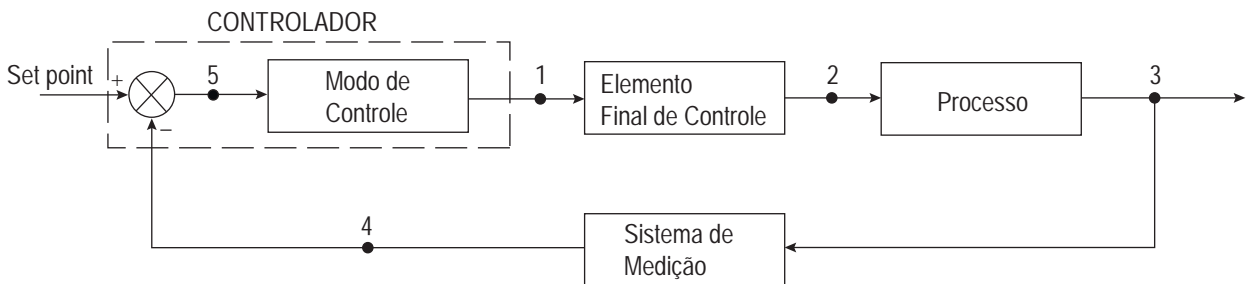 CONTROLADOR
Set point
+
−
5
Modo de
Controle
1
Elemento
Final de Controle
2
Processo
3
4
Sistema de
Medição